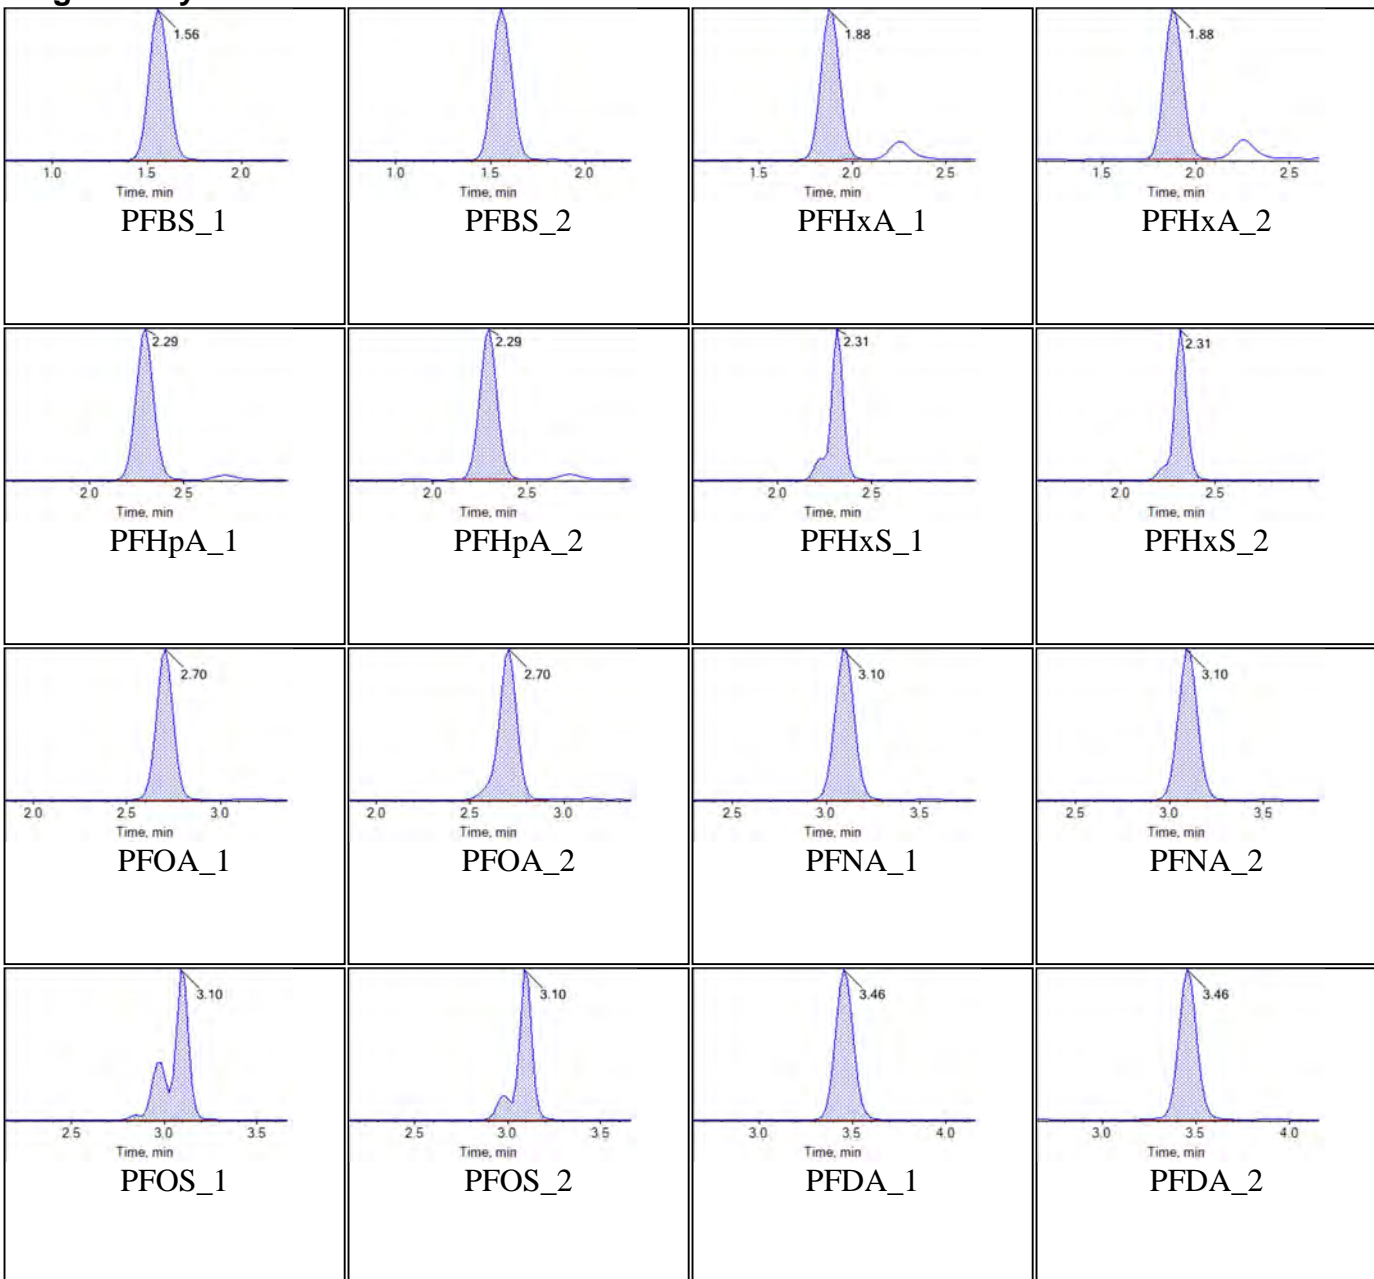 1.56
1.0 1.5 2.0
Time, min
PFBS_1
1.0 1.5 2.0
Time, min
PFBS_2
1.88
1.5 2.0 2.5
Time, min
PFHxA_1
1.88
1.5 2.0 2.5
Time, min
PFHxA_2
2.29
2.0 2.5
Time, min
PFHpA_1
2.29
2.0 2.5
Time, min
PFHpA_2
2.31
2.0 2.5
Time, min
PFHxS_1
2.31
2.0 2.5
Time, min
PFHxS_2
2.70
2.0 2.5 3.0
Time, min
PFOA_1
2.70
2.0 2.5 3.0
Time, min
PFOA_2
3.10
2.5 3.0 3.5
Time, min
PFNA_1
3.10
2.5 3.0 3.5
Time, min
PFNA_2
3.10
2.5 3.0 3.5
Time, min
PFOS_1
3.10
2.5 3.0 3.5
Time, min
PFOS_2
3.46
3.0 3.5 4.0
Time, min
PFDA_1
3.46
3.0 3.5 4.0
Time, min
PFDA_2